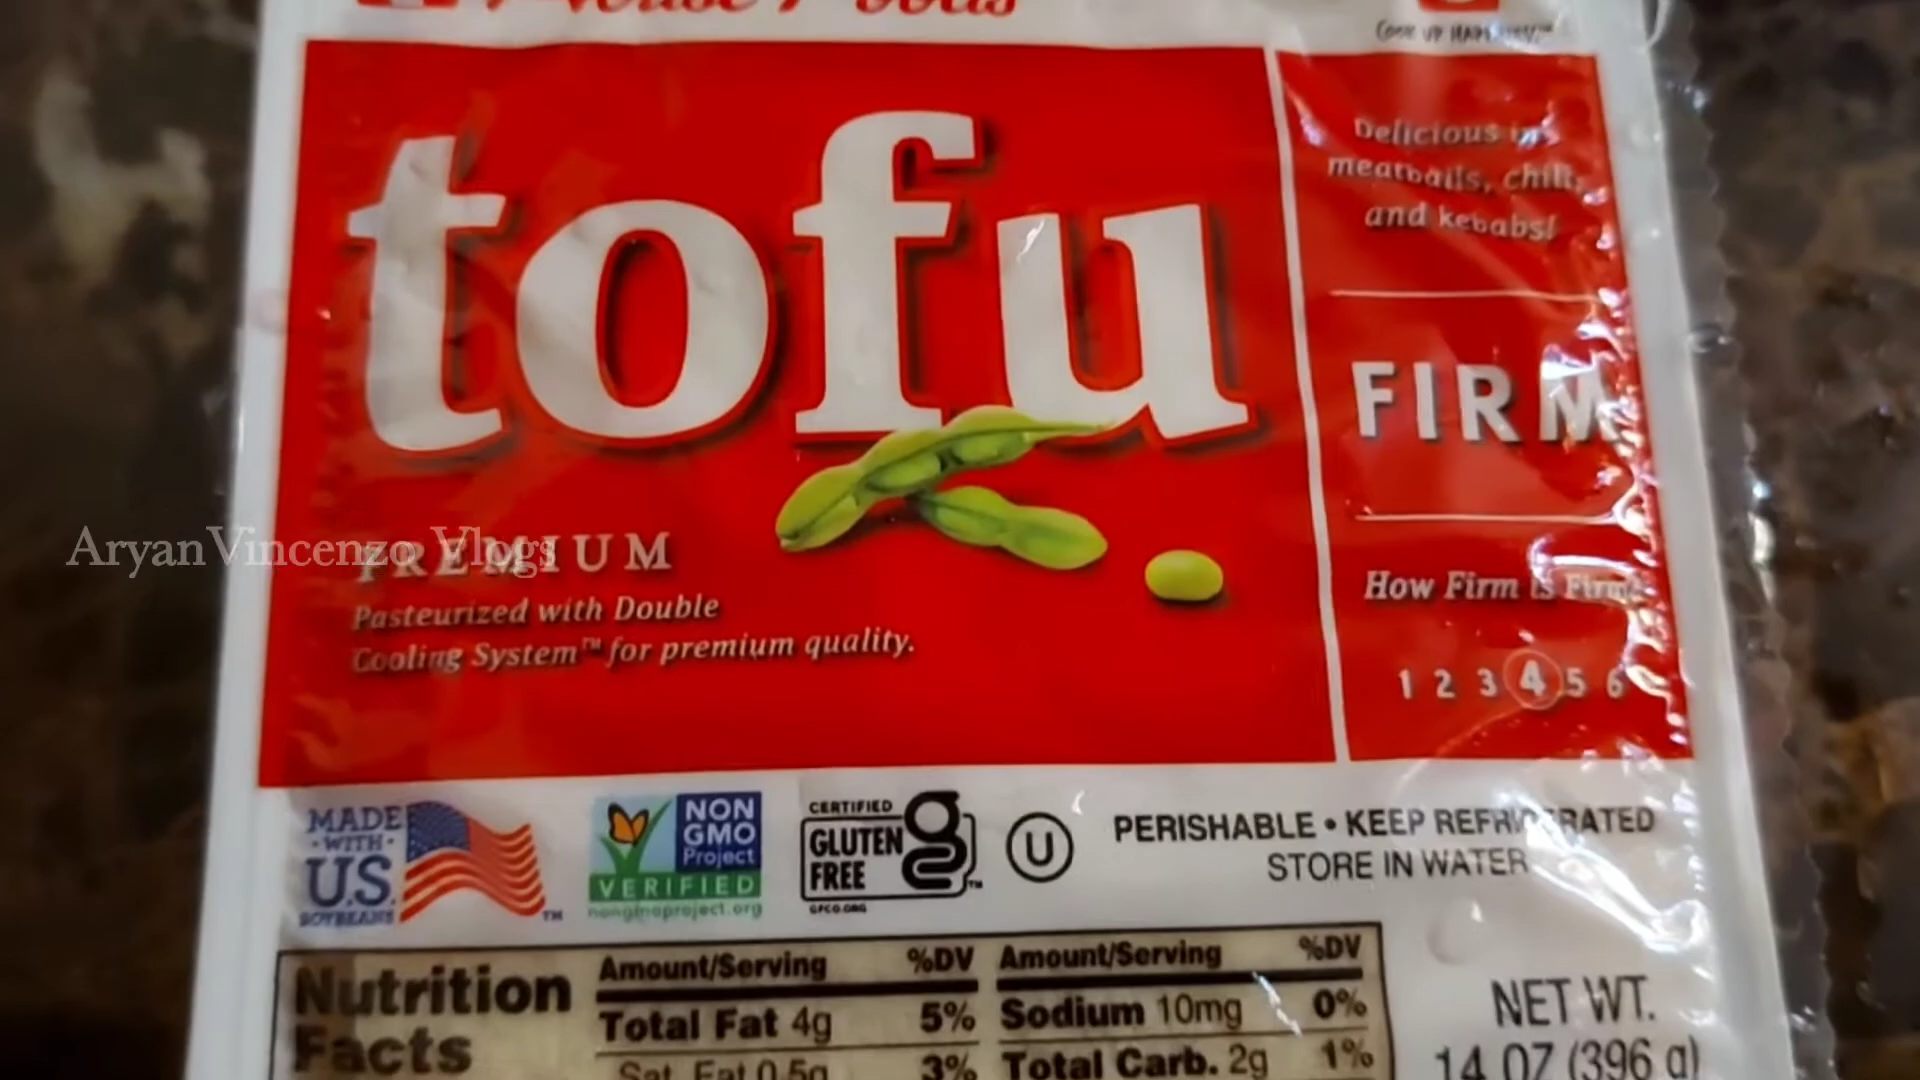 House Foods
tofu
PREMIUM
Pasteurized with Double
Cooling System™ for premium quality.
Delicious in
meatballs, chili,
and kebabs!
FIRM
How Firm is Firm?
1 2 3 4 5 6
Aryan Vincenzo Vlogs
MADE
·WITH·
U.S.
SOYBEANS
TM
NON
GMO
Project
VERIFIED
nongmoproject.org
CERTIFIED
GLUTEN
FREE
GFCO.ORG
U
PERISHABLE • KEEP REFRIGERATED
STORE IN WATER
Nutrition
Facts
Amount/Serving %DV
Total Fat 4g 5%
Sat. Fat 0.5g 3%
Amount/Serving %DV
Sodium 10mg 0%
Total Carb. 2g 1%
NET WT.
14 OZ (396 g)